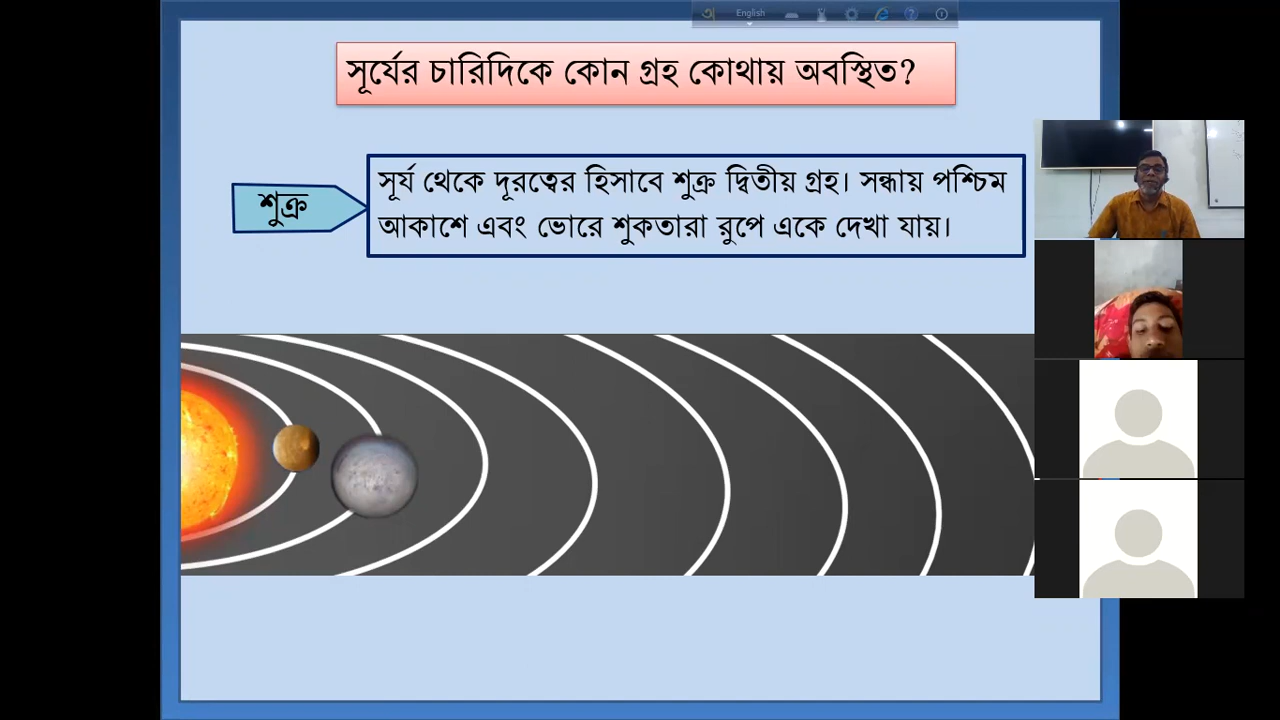 English
সূর্যের চারিদিকে কোন গ্রহ কোথায় অবস্থিত?
শুক্র
সূর্য থেকে দূরত্বের হিসাবে শুক্র দ্বিতীয় গ্রহ। সন্ধায় পশ্চিম
আকাশে এবং ভোরে শুকতারা রুপে একে দেখা যায়।